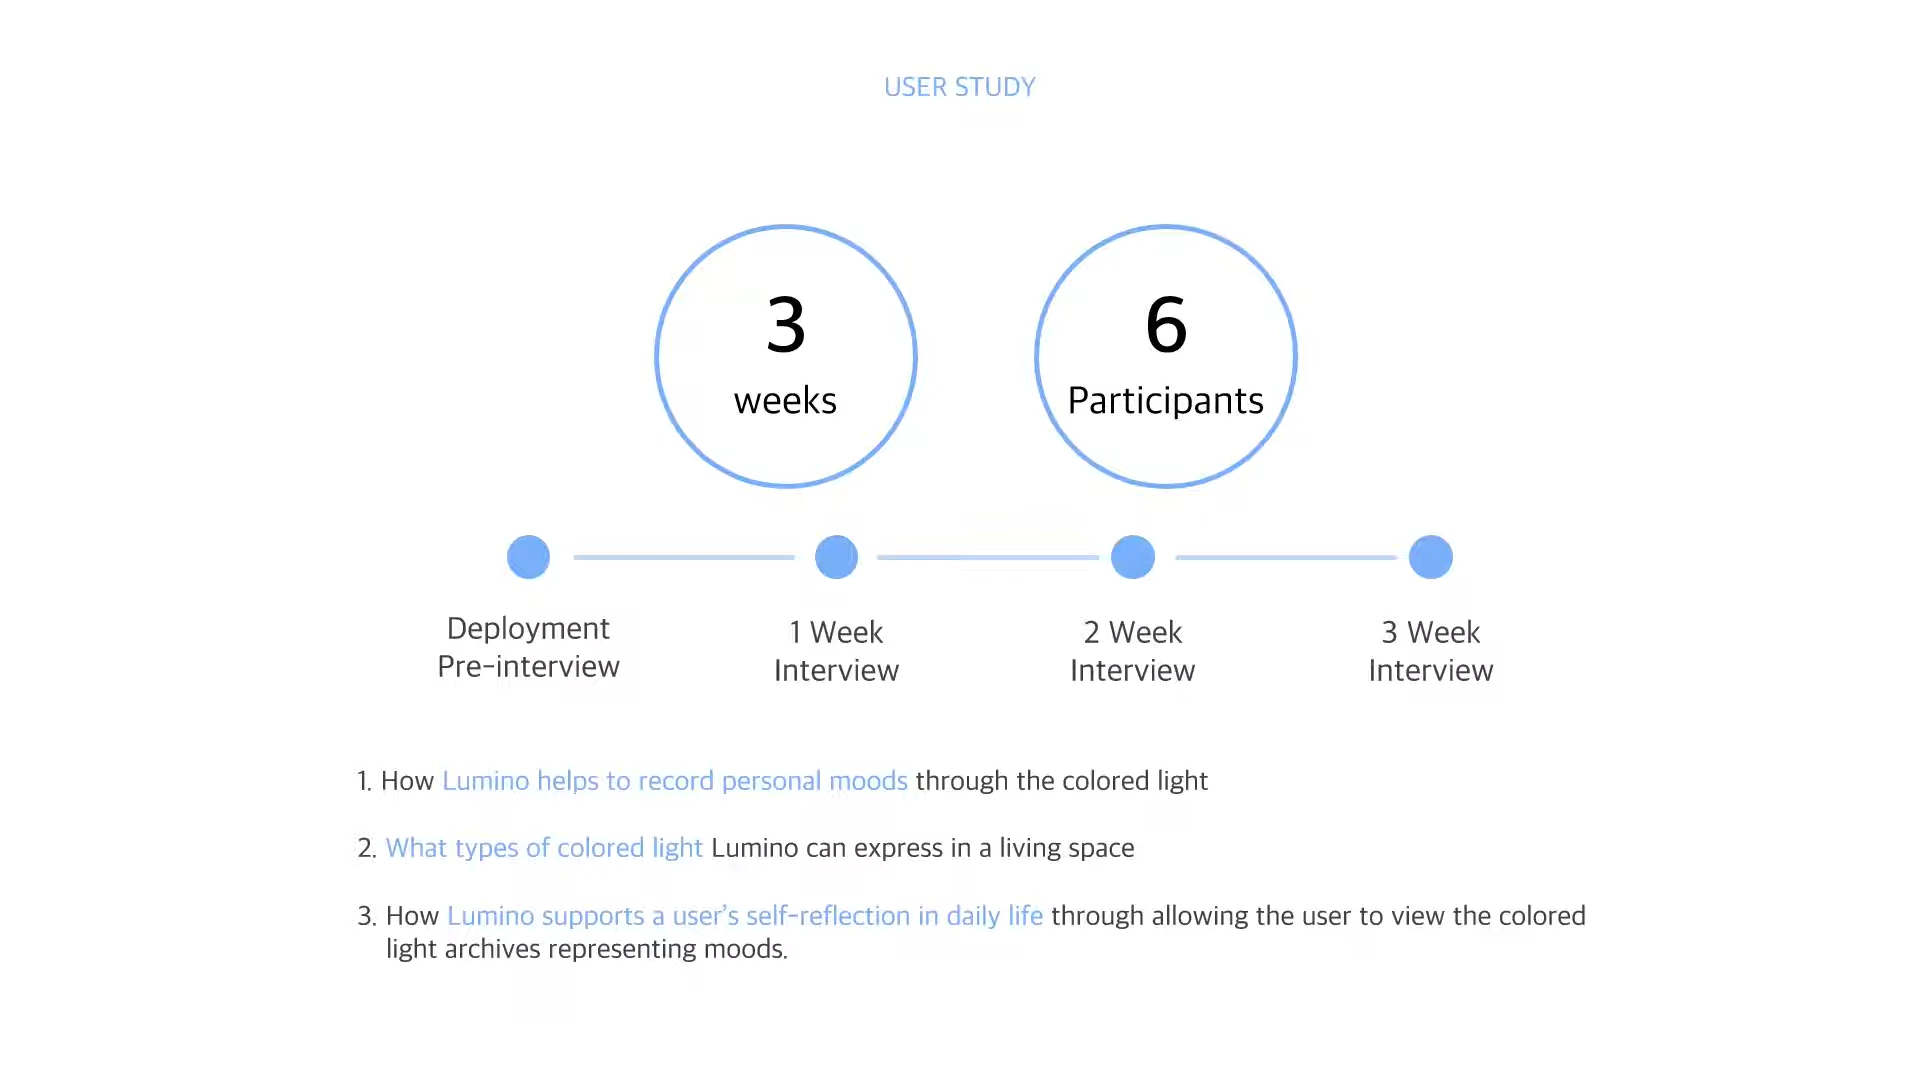 USER STUDY
3
weeks
6
Participants
Deployment
Pre-interview
1 Week
Interview
2 Week
Interview
3 Week
Interview
1. How Lumino helps to record personal moods through the colored light
2. What types of colored light Lumino can express in a living space
3. How Lumino supports a user's self-reflection in daily life through allowing the user to view the colored
light archives representing moods.